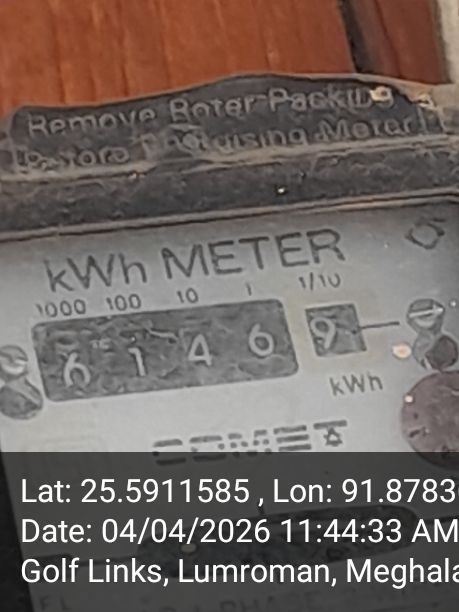 Remove Rotor Packing
Before Energising Meter
kWh METER
1000 100 10 1 1/10
6 1 4 6 9
kWh
COMET
Lat: 25.5911585 , Lon: 91.8783
Date: 04/04/2026 11:44:33 AM
Golf Links, Lumroman, Meghala